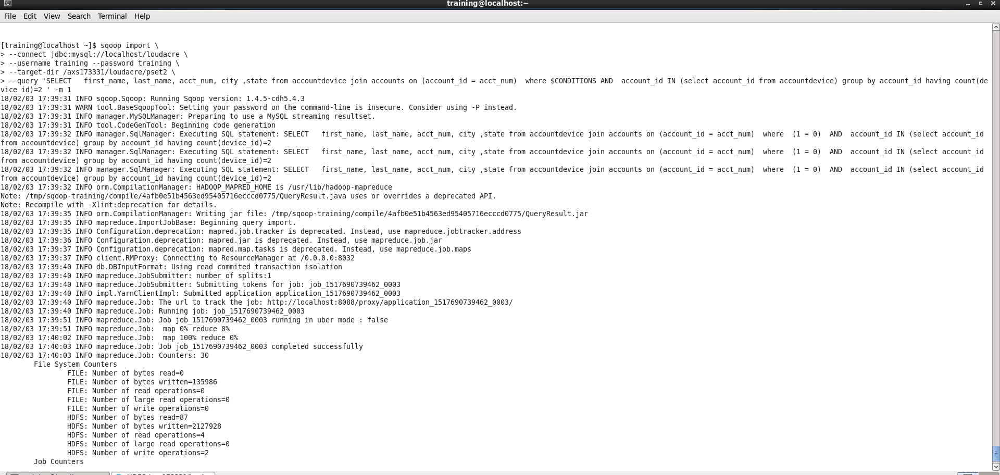 training@localhost:~
File Edit View Search Terminal Help
[training@localhost ~]$ sqoop import \
> --connect jdbc:mysql://localhost/loudacre \
> --username training --password training \
> --target-dir /axs173331/loudacre/pset2 \
> --query 'SELECT   first_name, last_name, acct_num, city ,state from accountdevice join accounts on (account_id = acct_num)  where $CONDITIONS AND  account_id IN (select account_id from accountdevice) group by account_id having count(de
vice_id)=2 ' -m 1
18/02/03 17:39:31 INFO sqoop.Sqoop: Running Sqoop version: 1.4.5-cdh5.4.3
18/02/03 17:39:31 WARN tool.BaseSqoopTool: Setting your password on the command-line is insecure. Consider using -P instead.
18/02/03 17:39:31 INFO manager.MySQLManager: Preparing to use a MySQL streaming resultset.
18/02/03 17:39:31 INFO tool.CodeGenTool: Beginning code generation
18/02/03 17:39:32 INFO manager.SqlManager: Executing SQL statement: SELECT   first_name, last_name, acct_num, city ,state from accountdevice join accounts on (account_id = acct_num)  where  (1 = 0)  AND  account_id IN (select account_id
from accountdevice) group by account_id having count(device_id)=2
18/02/03 17:39:32 INFO manager.SqlManager: Executing SQL statement: SELECT   first_name, last_name, acct_num, city ,state from accountdevice join accounts on (account_id = acct_num)  where  (1 = 0)  AND  account_id IN (select account_id
from accountdevice) group by account_id having count(device_id)=2
18/02/03 17:39:32 INFO manager.SqlManager: Executing SQL statement: SELECT   first_name, last_name, acct_num, city ,state from accountdevice join accounts on (account_id = acct_num)  where  (1 = 0)  AND  account_id IN (select account_id
from accountdevice) group by account_id having count(device_id)=2
18/02/03 17:39:32 INFO orm.CompilationManager: HADOOP_MAPRED_HOME is /usr/lib/hadoop-mapreduce
Note: /tmp/sqoop-training/compile/4afb0e51b4563ed95405716ecccd0775/QueryResult.java uses or overrides a deprecated API.
Note: Recompile with -Xlint:deprecation for details.
18/02/03 17:39:35 INFO orm.CompilationManager: Writing jar file: /tmp/sqoop-training/compile/4afb0e51b4563ed95405716ecccd0775/QueryResult.jar
18/02/03 17:39:35 INFO mapreduce.ImportJobBase: Beginning query import.
18/02/03 17:39:35 INFO Configuration.deprecation: mapred.job.tracker is deprecated. Instead, use mapreduce.jobtracker.address
18/02/03 17:39:36 INFO Configuration.deprecation: mapred.jar is deprecated. Instead, use mapreduce.job.jar
18/02/03 17:39:37 INFO Configuration.deprecation: mapred.map.tasks is deprecated. Instead, use mapreduce.job.maps
18/02/03 17:39:37 INFO client.RMProxy: Connecting to ResourceManager at /0.0.0.0:8032
18/02/03 17:39:40 INFO db.DBInputFormat: Using read commited transaction isolation
18/02/03 17:39:40 INFO mapreduce.JobSubmitter: number of splits:1
18/02/03 17:39:40 INFO mapreduce.JobSubmitter: Submitting tokens for job: job_1517690739462_0003
18/02/03 17:39:40 INFO impl.YarnClientImpl: Submitted application application_1517690739462_0003
18/02/03 17:39:40 INFO mapreduce.Job: The url to track the job: http://localhost:8088/proxy/application_1517690739462_0003/
18/02/03 17:39:40 INFO mapreduce.Job: Running job: job_1517690739462_0003
18/02/03 17:39:51 INFO mapreduce.Job: Job job_1517690739462_0003 running in uber mode : false
18/02/03 17:39:51 INFO mapreduce.Job:  map 0% reduce 0%
18/02/03 17:40:02 INFO mapreduce.Job:  map 100% reduce 0%
18/02/03 17:40:03 INFO mapreduce.Job: Job job_1517690739462_0003 completed successfully
18/02/03 17:40:03 INFO mapreduce.Job: Counters: 30
File System Counters
FILE: Number of bytes read=0
FILE: Number of bytes written=135986
FILE: Number of read operations=0
FILE: Number of large read operations=0
FILE: Number of write operations=0
HDFS: Number of bytes read=87
HDFS: Number of bytes written=2127928
HDFS: Number of read operations=4
HDFS: Number of large read operations=0
HDFS: Number of write operations=2
Job Counters